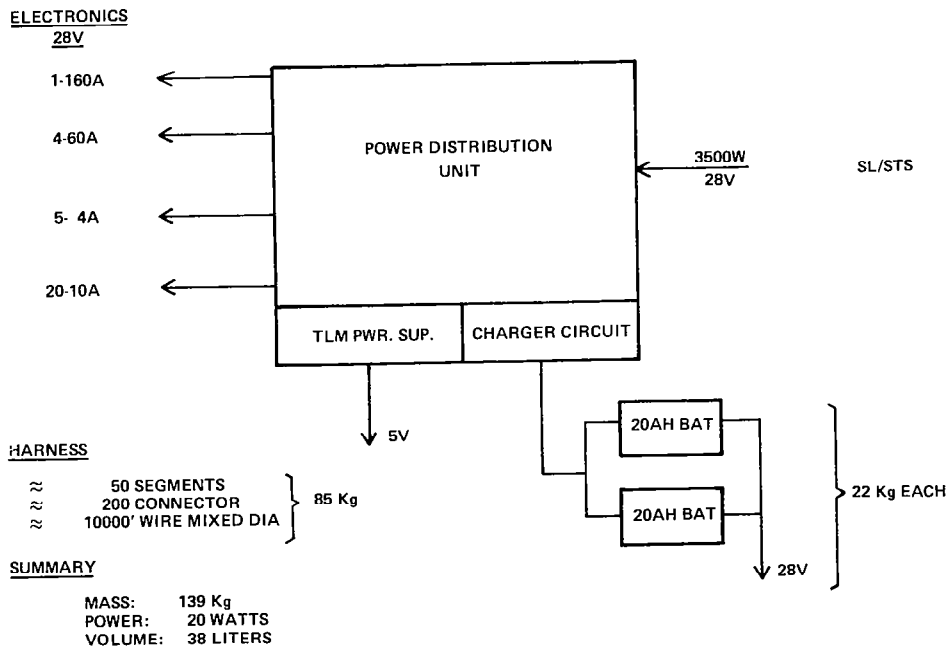 ELECTRONICS
28V
1-160A
4-60A
5- 4A
20-10A
POWER DISTRIBUTION
UNIT
3500W
28V
SL/STS
TLM PWR. SUP.
CHARGER CIRCUIT
5V
20AH BAT
20AH BAT
22 Kg EACH
28V
HARNESS
≈ 50 SEGMENTS
≈ 200 CONNECTOR
≈ 10000' WIRE MIXED DIA
85 Kg
SUMMARY
MASS: 139 Kg
POWER: 20 WATTS
VOLUME: 38 LITERS